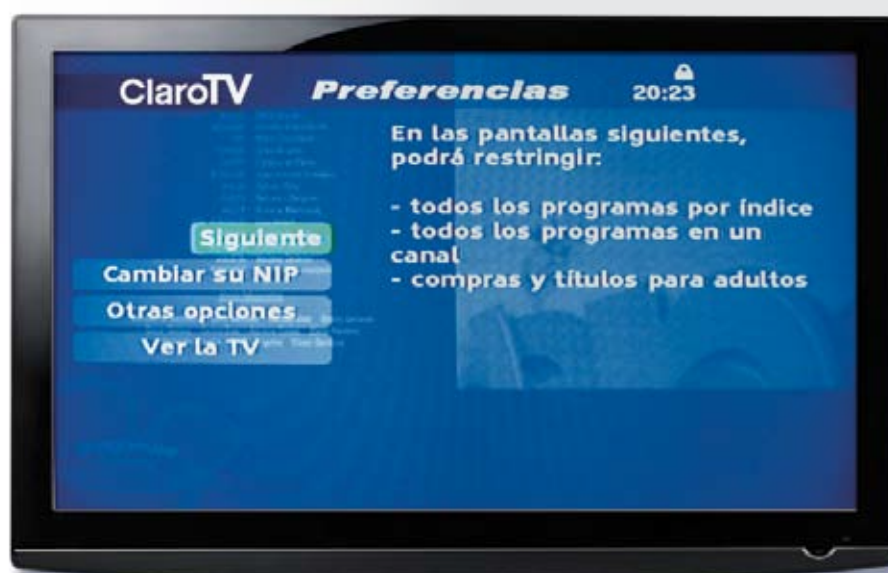 ClaroTV Preferencias 20:23
En las pantallas siguientes,
podrá restringir:
- todos los programas por índice
- todos los programas en un
canal
- compras y títulos para adultos
Siguiente
Cambiar su NIP
Otras opciones
Ver la TV